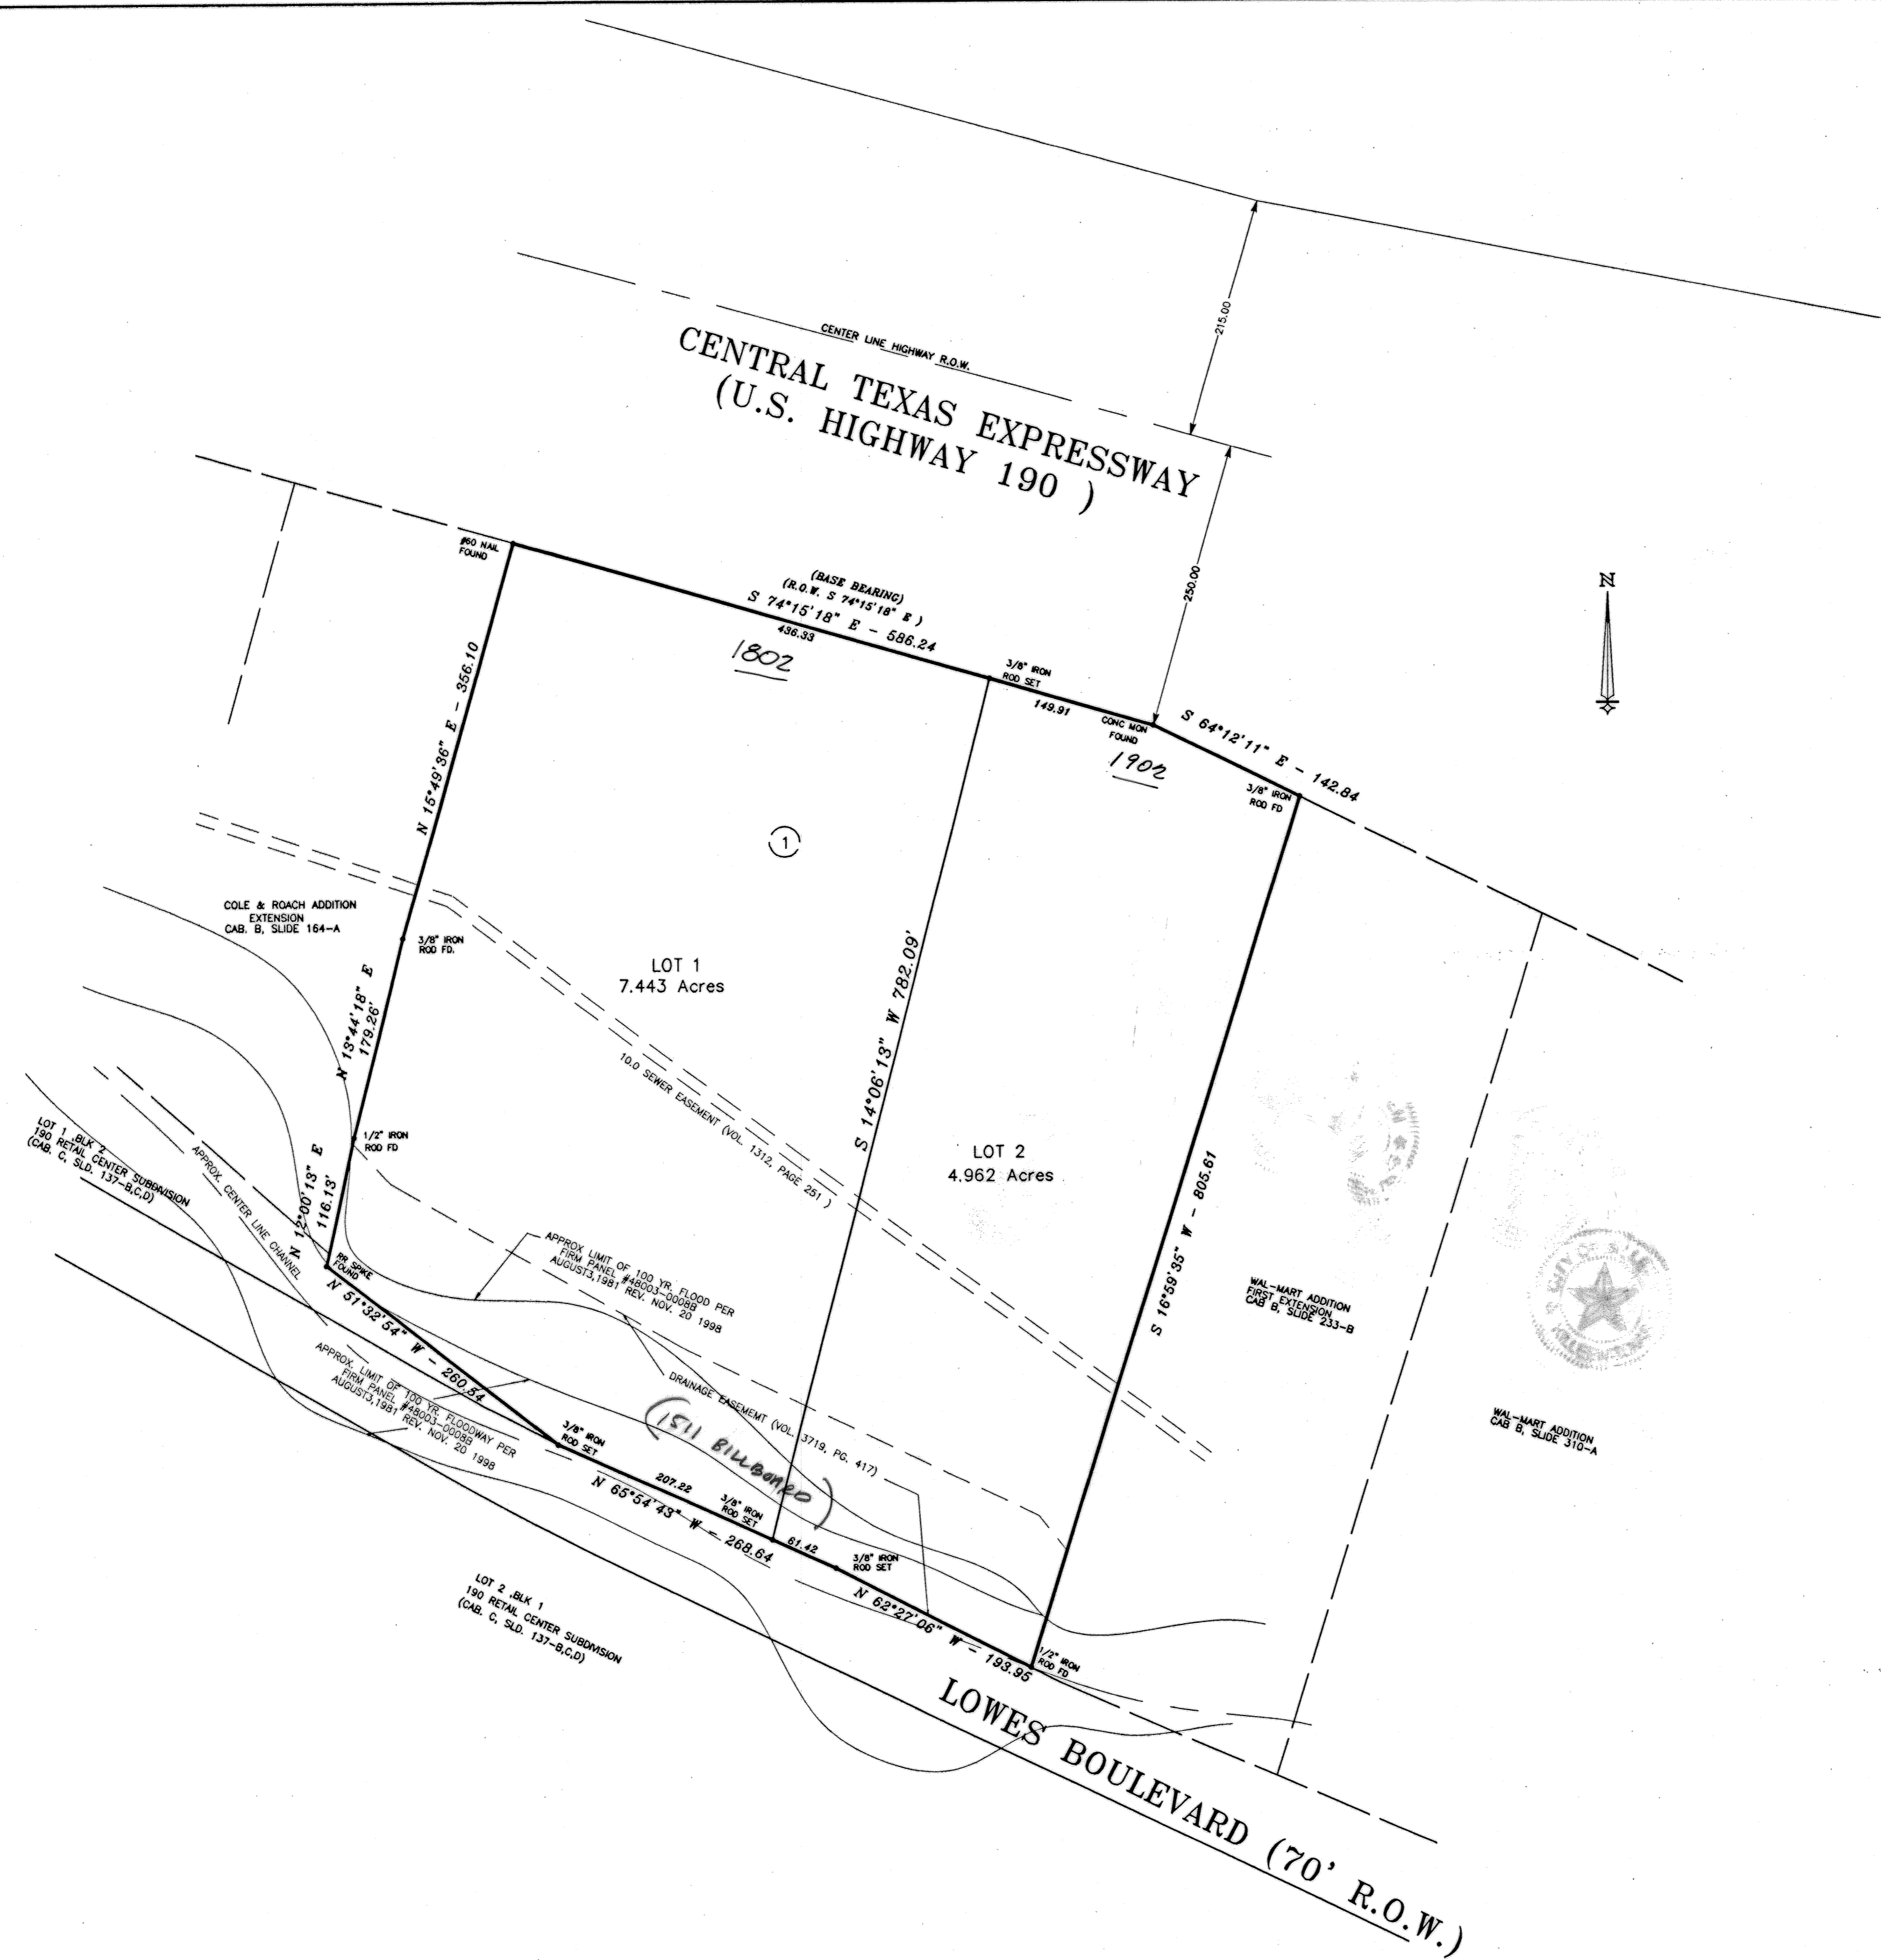 215.00
CENTER LINE HIGHWAY R.O.W.
CENTRAL TEXAS EXPRESSWAY
(U.S. HIGHWAY 190 )
250.00
N
#60 NAIL
FOUND
(BASE BEARING)
(R.O.W. S 74°15'18" E )
S 74°15'18" E - 586.24
436.33
1802
3/8" IRON
ROD SET
149.91
CONC MON
FOUND
1902
S 64°12'11" E - 142.84
3/8" IRON
ROD FD
N 15°49'36" E - 356.10
1
COLE & ROACH ADDITION
EXTENSION
CAB. B, SLIDE 164-A
3/8" IRON
ROD FD.
LOT 1
7.443 Acres
S 14°06'13" W 782.09'
N 13°44'18" E
179.26'
10.0 SEWER EASEMENT (VOL. 1312, PAGE 251 )
LOT 2
4.962 Acres
S 16°59'35" W - 805.61
1/2" IRON
ROD FD
LOT 1 ,BLK 2
190 RETAIL CENTER SUBDIVISION
(CAB. C, SLD. 137-B,C,D)
APPROX. CENTER LINE CHANNEL
N 12°00'13" E
116.13'
RR SPIKE
FOUND
APPROX LIMIT OF 100 YR. FLOOD PER
FIRM PANEL #48003-0008B
AUGUST3,1981 REV. NOV. 20 1998
WAL-MART ADDITION
FIRST EXTENSION
CAB B, SLIDE 233-B
N 51°32'54" W - 260.54
APPROX. LIMIT OF 100 YR. FLOODWAY PER
FIRM PANEL #48003-0008B
AUGUST3,1981 REV. NOV. 20 1998
DRAINAGE EASEMEMT (VOL. 3719, PG. 417)
(1511 BILLBOARD)
WAL-MART ADDITION
CAB B, SLIDE 310-A
3/8" IRON
ROD SET
207.22
N 65°54'43" W - 268.64
3/8" IRON
ROD SET
61.42
3/8" IRON
ROD SET
N 62°27'06" W - 193.95
1/2" IRON
ROD FD
LOT 2 ,BLK 1
190 RETAIL CENTER SUBDIVISION
(CAB. C, SLD. 137-B,C,D)
LOWES BOULEVARD (70' R.O.W.)